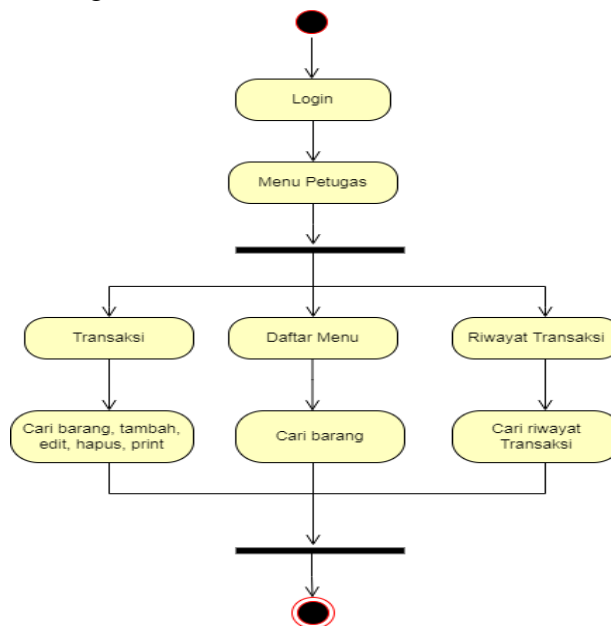 Login
Menu Petugas
Transaksi
Daftar Menu
Riwayat Transaksi
Cari barang, tambah,
edit, hapus, print
Cari barang
Cari riwayat
Transaksi